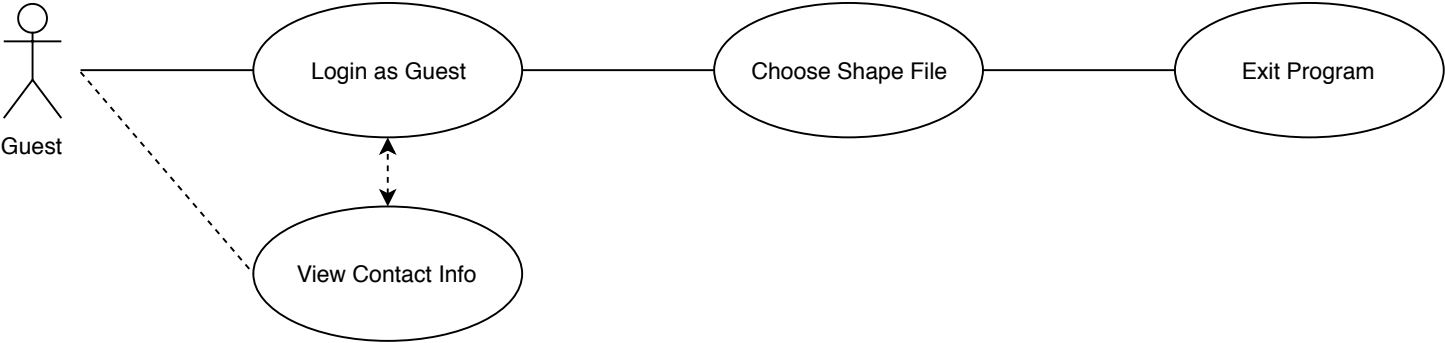 Login as Guest
Choose Shape File
Exit Program
Guest
View Contact Info